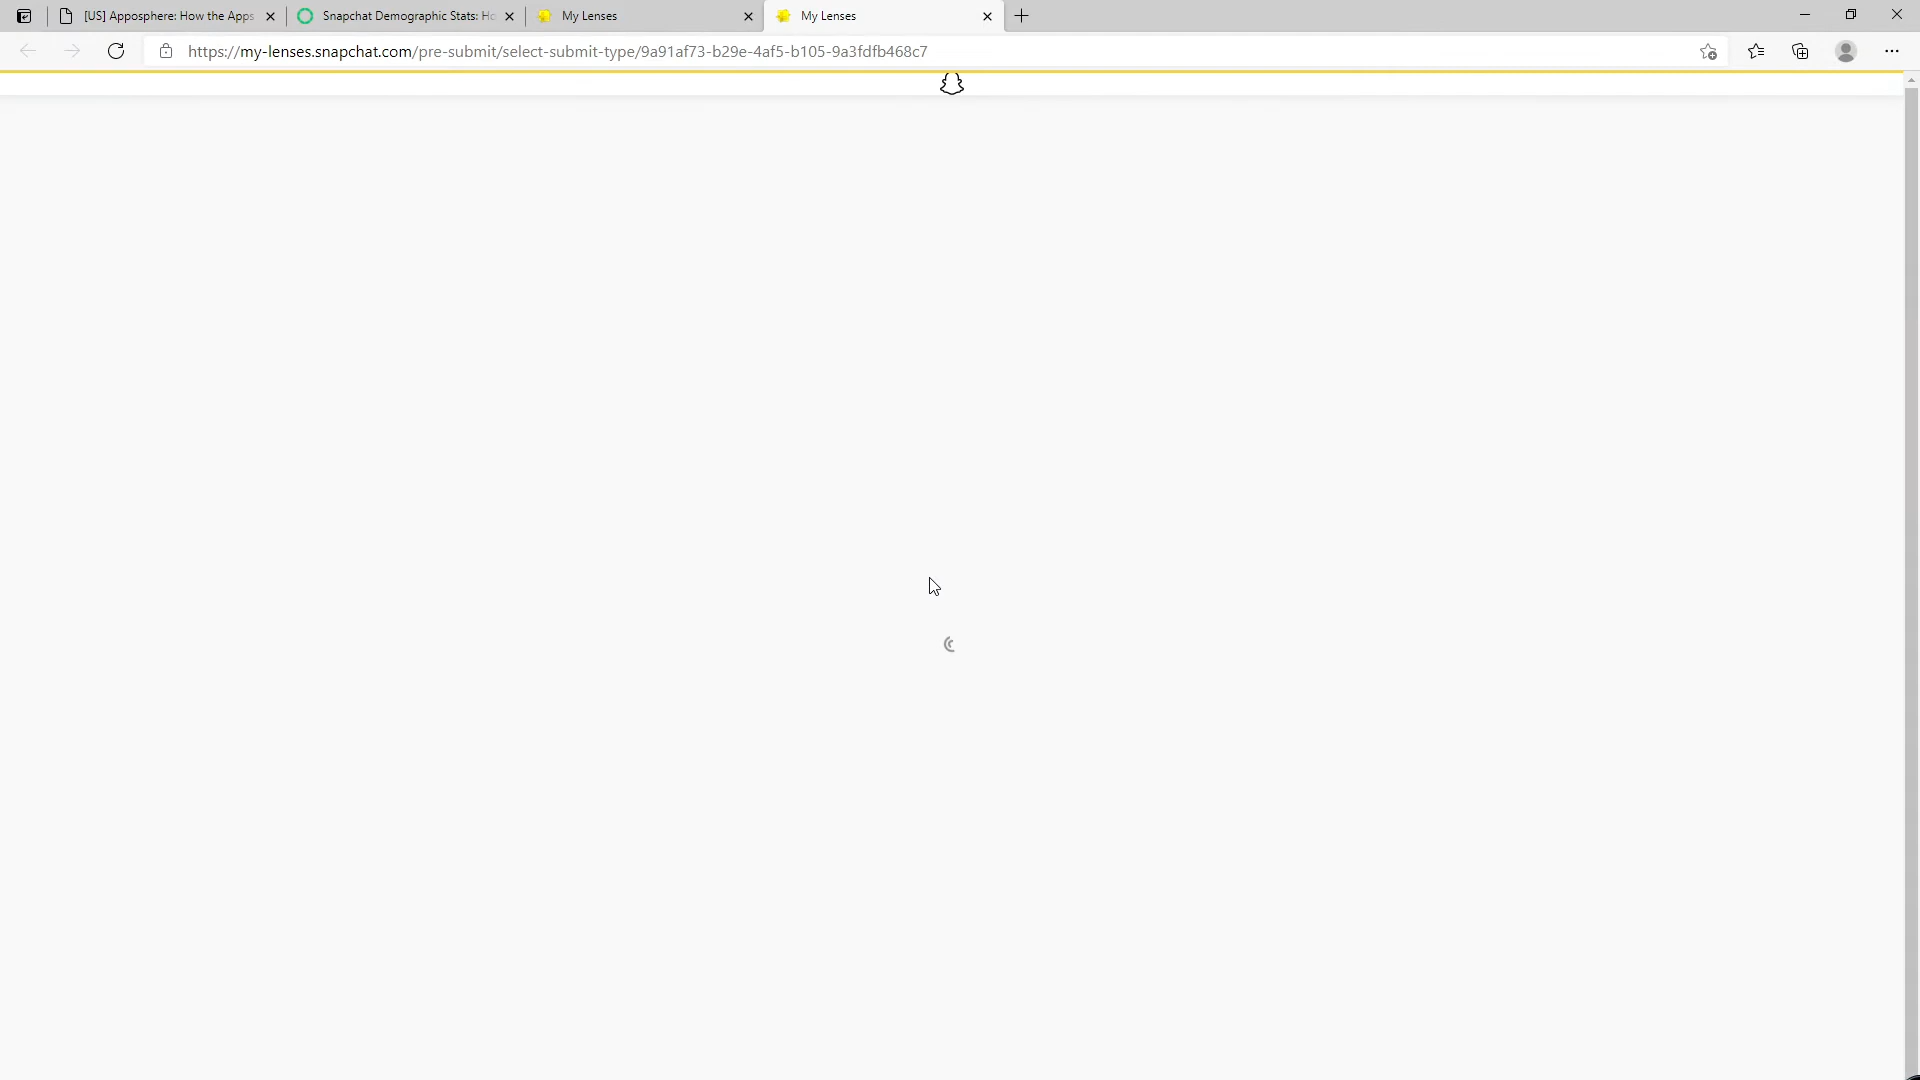 [US] Apposphere: How the Apps
Snapchat Demographic Stats: Ho
My Lenses
My Lenses
https://my-lenses.snapchat.com/pre-submit/select-submit-type/9a91af73-b29e-4af5-b105-9a3fdfb468c7